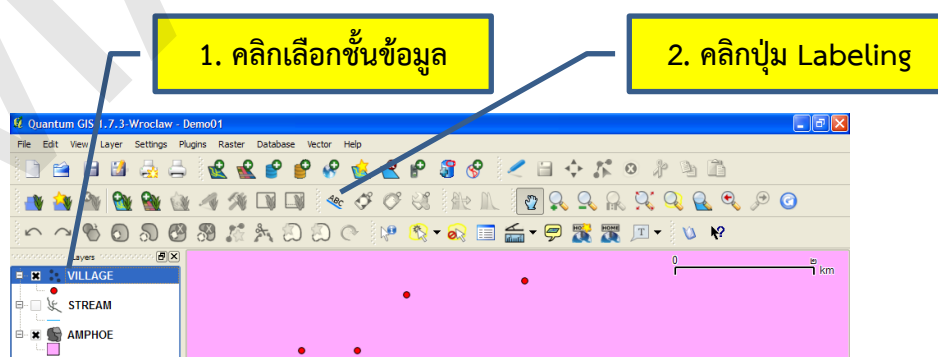 1. คลิกเลือกชั้นข้อมูล
2. คลิกปุ่ม Labeling
Quantum GIS 1.7.3-Wroclaw - Demo01
File Edit View Layer Settings Plugins Raster Database Vector Help
ABC
Layers
VILLAGE
STREAM
AMPHOE
0 ๒ km